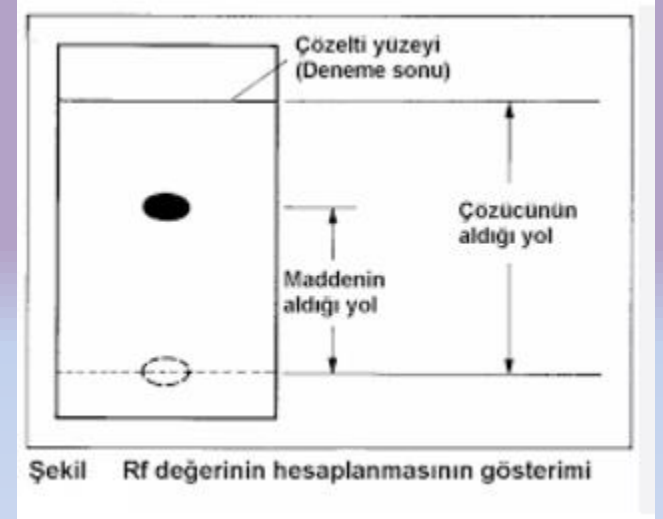 Çözelti yüzeyi
(Deneme sonu)
Çözücünün
aldığı yol
Maddenin
aldığı yol
Şekil Rf değerinin hesaplanmasının gösterimi